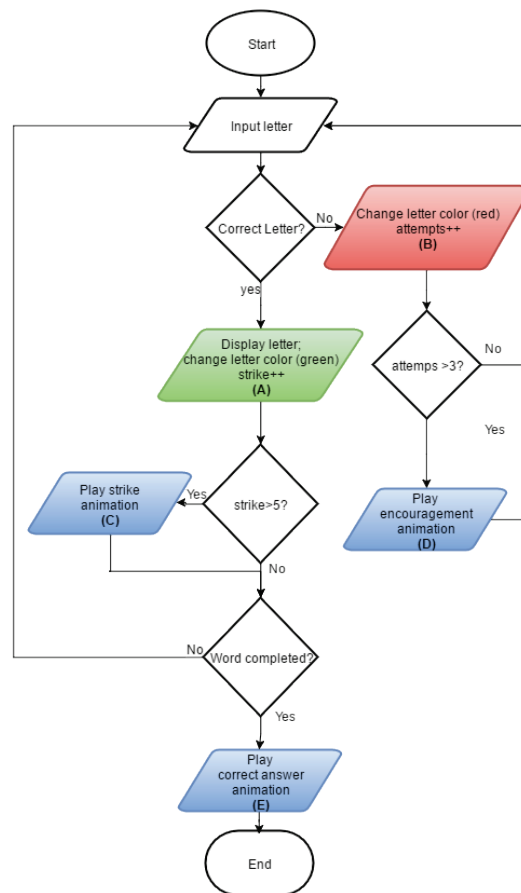 Start
Input letter
Correct Letter?
No
Change letter color (red)
attempts++
(B)
yes
Display letter;
change letter color (green)
strike++
(A)
attemps >3?
No
Yes
Play strike
animation
(C)
Yes
strike>5?
Play
encouragement
animation
(D)
No
No
Word completed?
Yes
Play
correct answer
animation
(E)
End